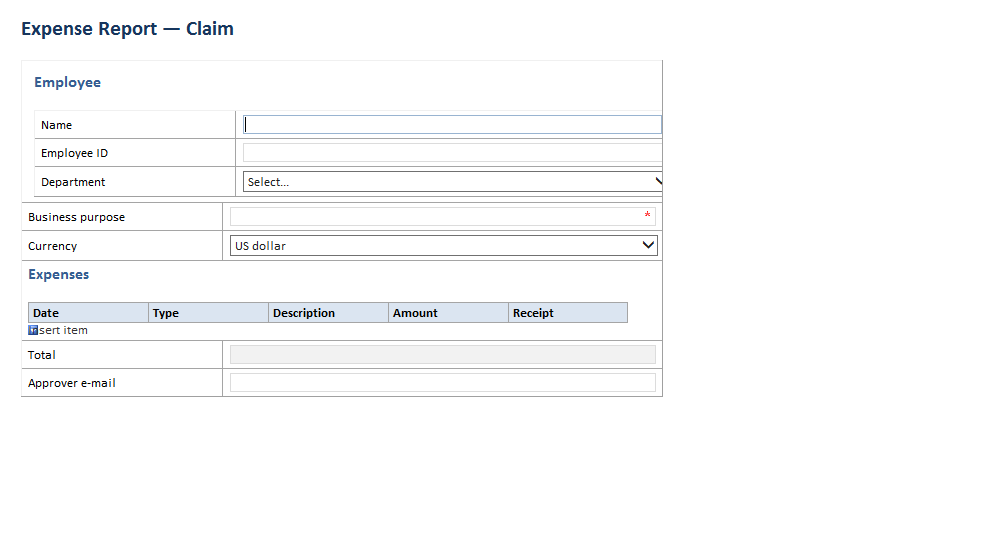 Expense Report — Claim
Employee
Name
Employee ID
Department Select...
Business purpose *
Currency US dollar
Expenses
Date Type Description Amount Receipt
sert item
Total
Approver e-mail